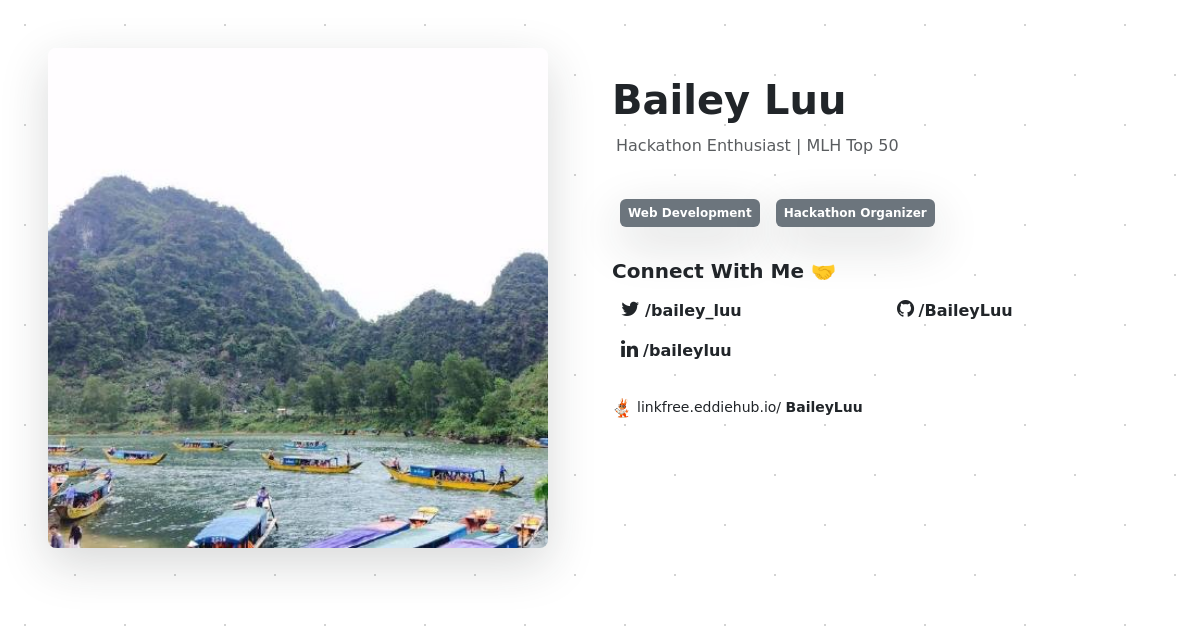 Bailey Luu
Hackathon Enthusiast | MLH Top 50
Web Development Hackathon Organizer
Connect With Me 🤝
/bailey_luu /BaileyLuu
/baileyluu
linkfree.eddiehub.io/ BaileyLuu